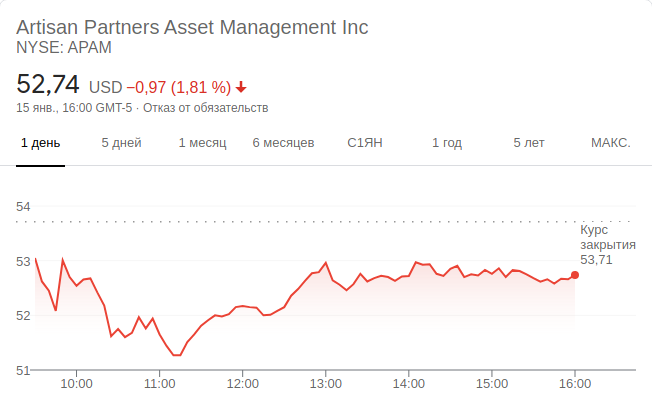 Artisan Partners Asset Management Inc
NYSE: APAM
52,74 USD −0,97 (1,81 %)
15 янв., 16:00 GMT-5 · Отказ от обязательств
1 день 5 дней 1 месяц 6 месяцев С1ЯН 1 год 5 лет МАКС.
54
Курс
закрытия
53,71
53
52
51
10:00 11:00 12:00 13:00 14:00 15:00 16:00